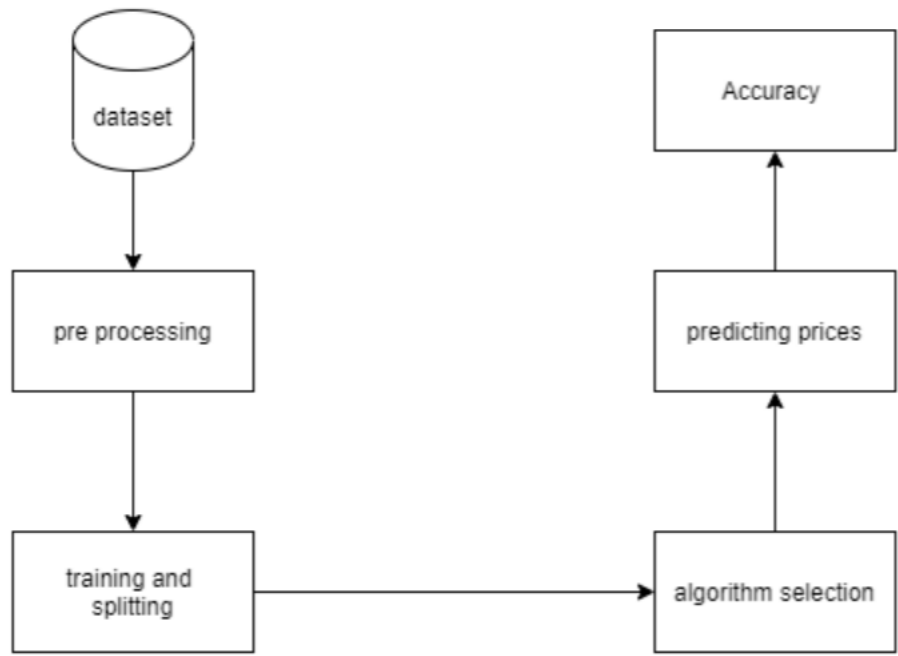 dataset
pre processing
training and
splitting
algorithm selection
predicting prices
Accuracy